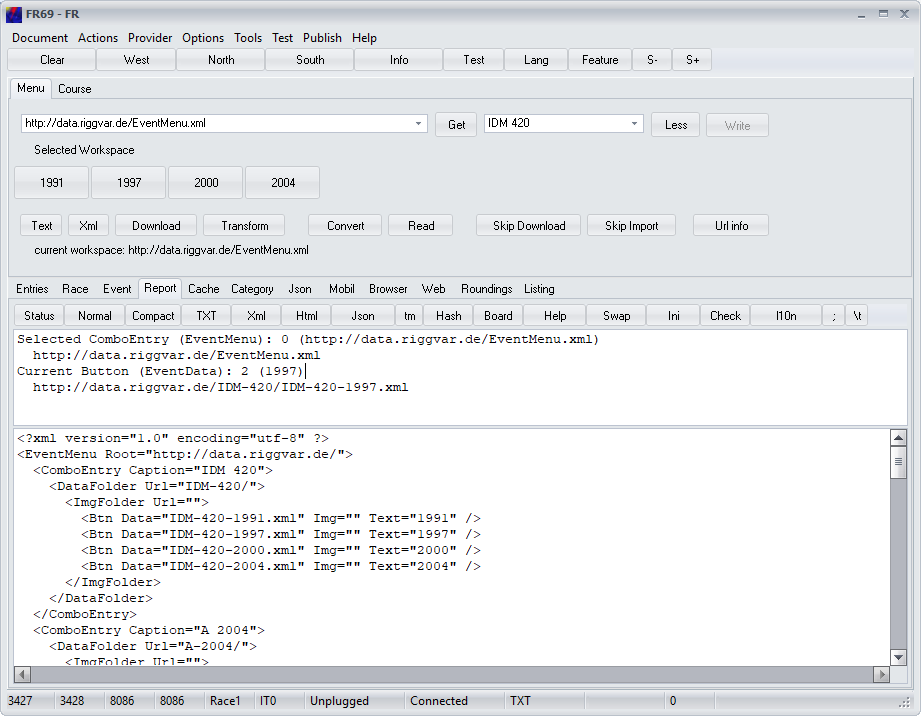 FR69 - FR
Document Actions Provider Options Tools Test Publish Help
Clear West North South Info Test Lang Feature S- S+
Menu Course
http://data.riggvar.de/EventMenu.xml Get IDM 420 Less Write
Selected Workspace
1991 1997 2000 2004
Text Xml Download Transform Convert Read Skip Download Skip Import Url info
current workspace: http://data.riggvar.de/EventMenu.xml
Entries Race Event Report Cache Category Json Mobil Browser Web Roundings Listing
Status Normal Compact TXT Xml Html Json tm Hash Board Help Swap Ini Check l10n ; \t
Selected ComboEntry (EventMenu): 0 (http://data.riggvar.de/EventMenu.xml)
http://data.riggvar.de/EventMenu.xml
Current Button (EventData): 2 (1997)
http://data.riggvar.de/IDM-420/IDM-420-1997.xml
<?xml version="1.0" encoding="utf-8" ?>
<EventMenu Root="http://data.riggvar.de/">
<ComboEntry Caption="IDM 420">
<DataFolder Url="IDM-420/">
<ImgFolder Url="">
<Btn Data="IDM-420-1991.xml" Img="" Text="1991" />
<Btn Data="IDM-420-1997.xml" Img="" Text="1997" />
<Btn Data="IDM-420-2000.xml" Img="" Text="2000" />
<Btn Data="IDM-420-2004.xml" Img="" Text="2004" />
</ImgFolder>
</DataFolder>
</ComboEntry>
<ComboEntry Caption="A 2004">
<DataFolder Url="A-2004/">
<ImgFolder Url="">
3427 3428 8086 8086 Race1 IT0 Unplugged Connected TXT 0